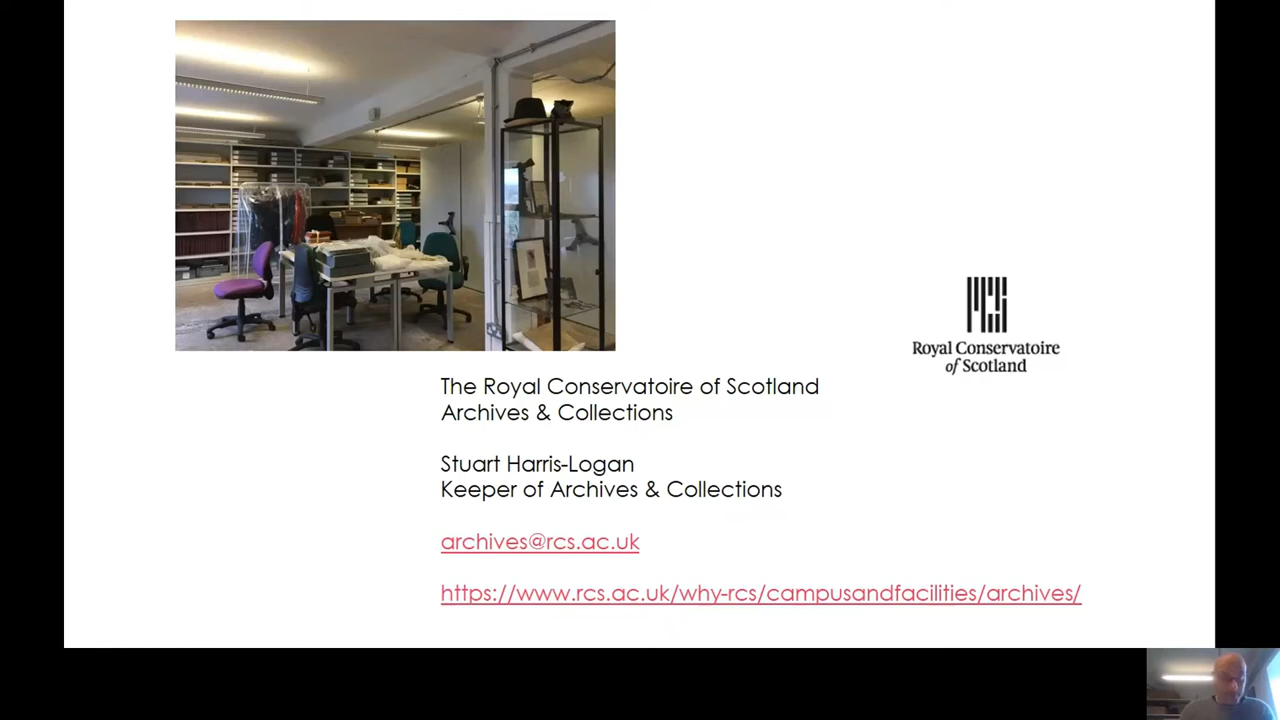 Royal Conservatoire
of Scotland
The Royal Conservatoire of Scotland
Archives & Collections
Stuart Harris-Logan
Keeper of Archives & Collections
archives@rcs.ac.uk
https://www.rcs.ac.uk/why-rcs/campusandfacilities/archives/